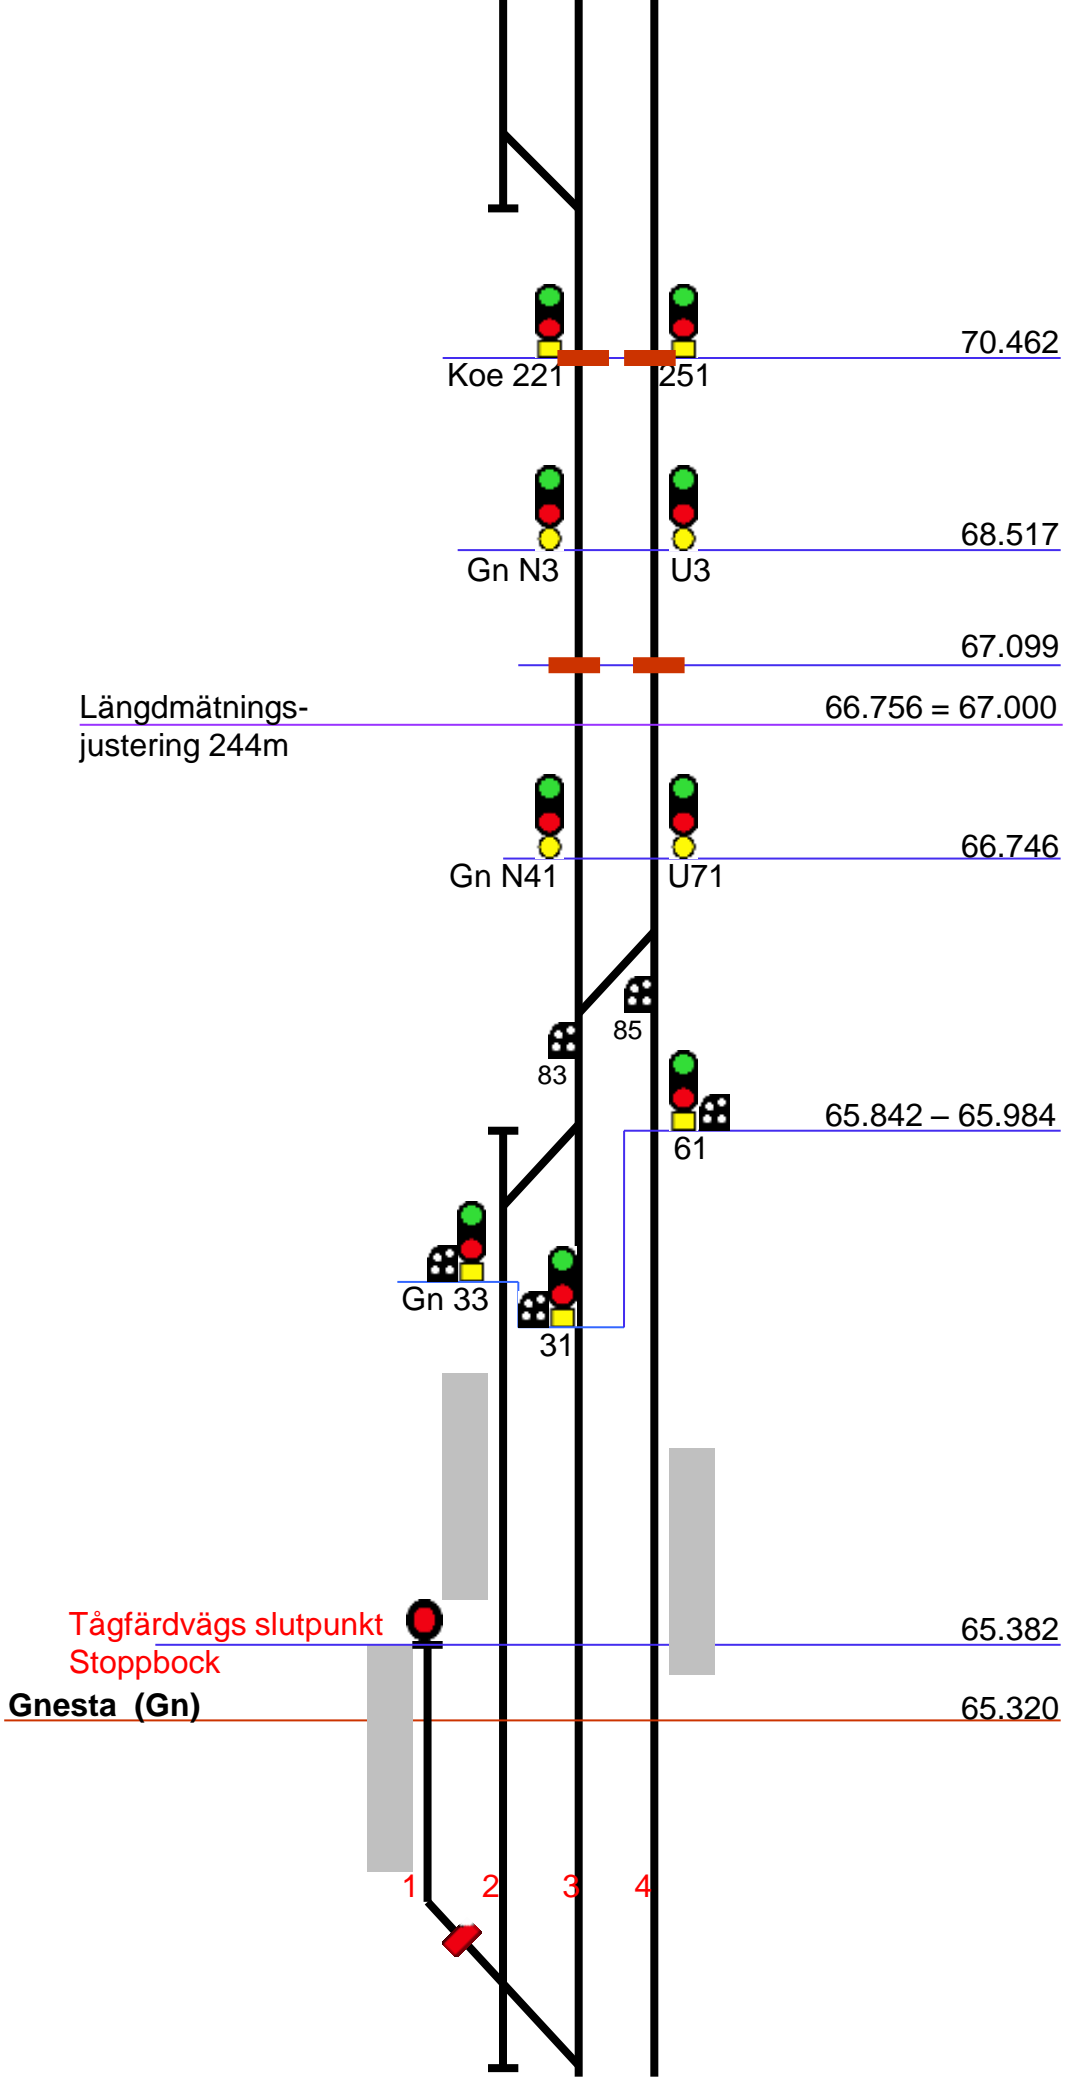 70.462
Koe 221
251
68.517
Gn N3
U3
67.099
Längdmätnings-
justering 244m
66.756 = 67.000
66.746
Gn N41
U71
85
83
65.842 – 65.984
61
Gn 33
31
Tågfärdvägs slutpunkt
Stoppbock
65.382
Gnesta (Gn)
65.320
1 2 3 4